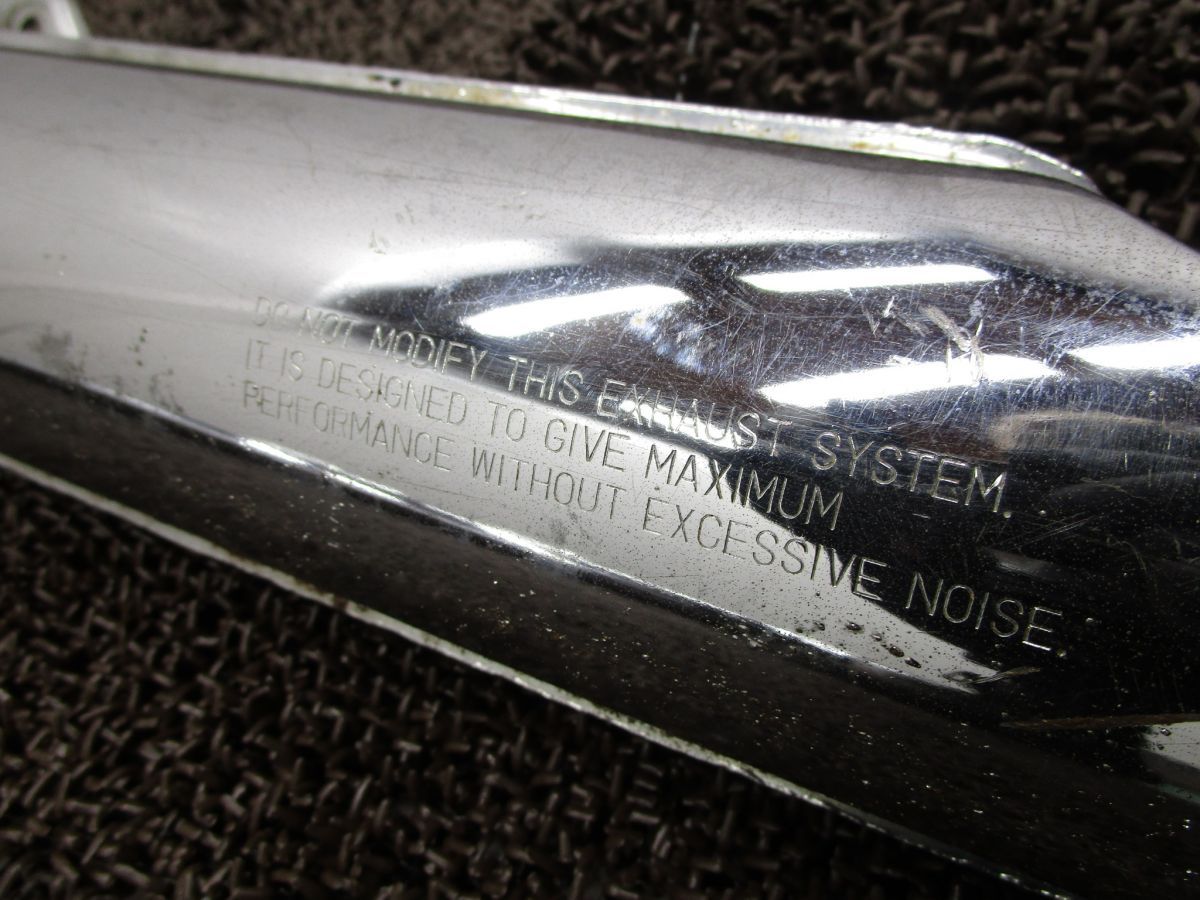 DO NOT MODIFY THIS EXHAUST SYSTEM.
IT IS DESIGNED TO GIVE MAXIMUM
PERFORMANCE WITHOUT EXCESSIVE NOISE.